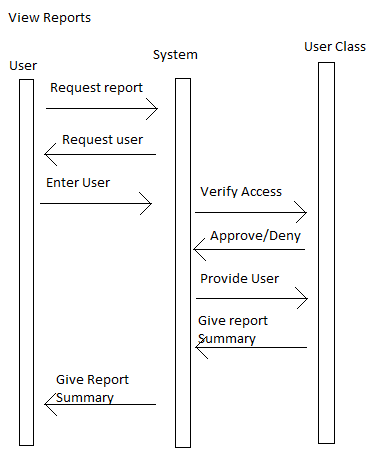 View Reports
User
System
User Class
Request report
Request user
Enter User
Verify Access
Approve/Deny
Provide User
Give report
Summary
Give Report
Summary